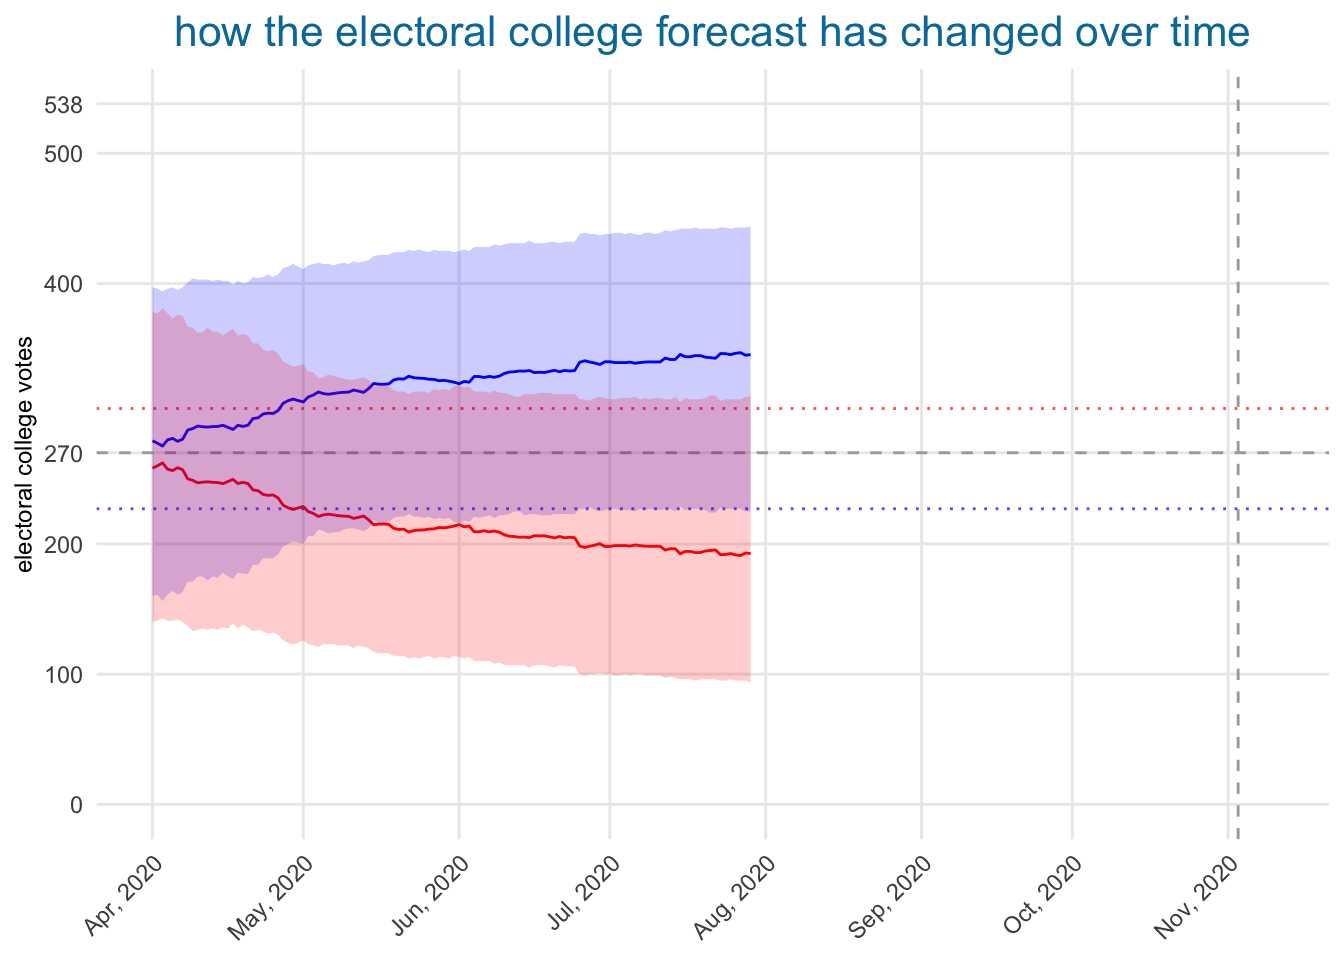 how the electoral college forecast has changed over time
538
500
400
270
200
100
0
electoral college votes
Apr, 2020
May, 2020
Jun, 2020
Jul, 2020
Aug, 2020
Sep, 2020
Oct, 2020
Nov, 2020